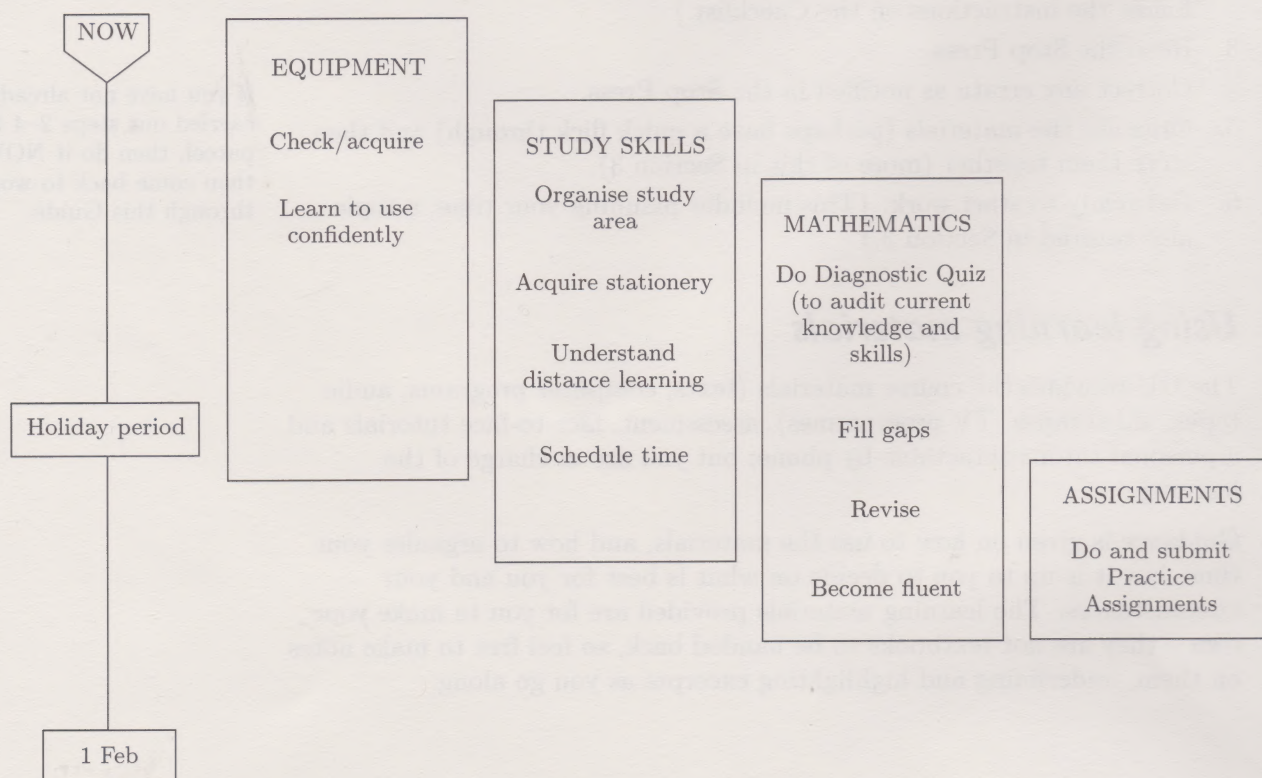 NOW
Holiday period
1 Feb
EQUIPMENT
Check/acquire
Learn to use
confidently
STUDY SKILLS
Organise study
area
Acquire stationery
Understand
distance learning
Schedule time
MATHEMATICS
Do Diagnostic Quiz
(to audit current
knowledge and
skills)
Fill gaps
Revise
Become fluent
ASSIGNMENTS
Do and submit
Practice
Assignments